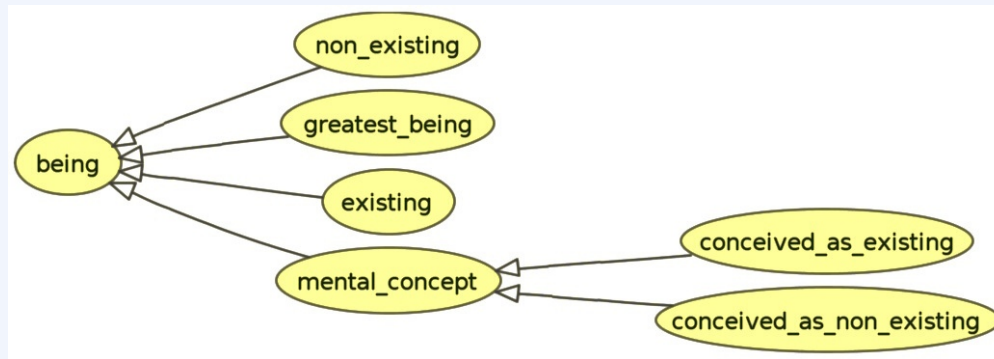 non_existing
greatest_being
being
existing
mental_concept
conceived_as_existing
conceived_as_non_existing